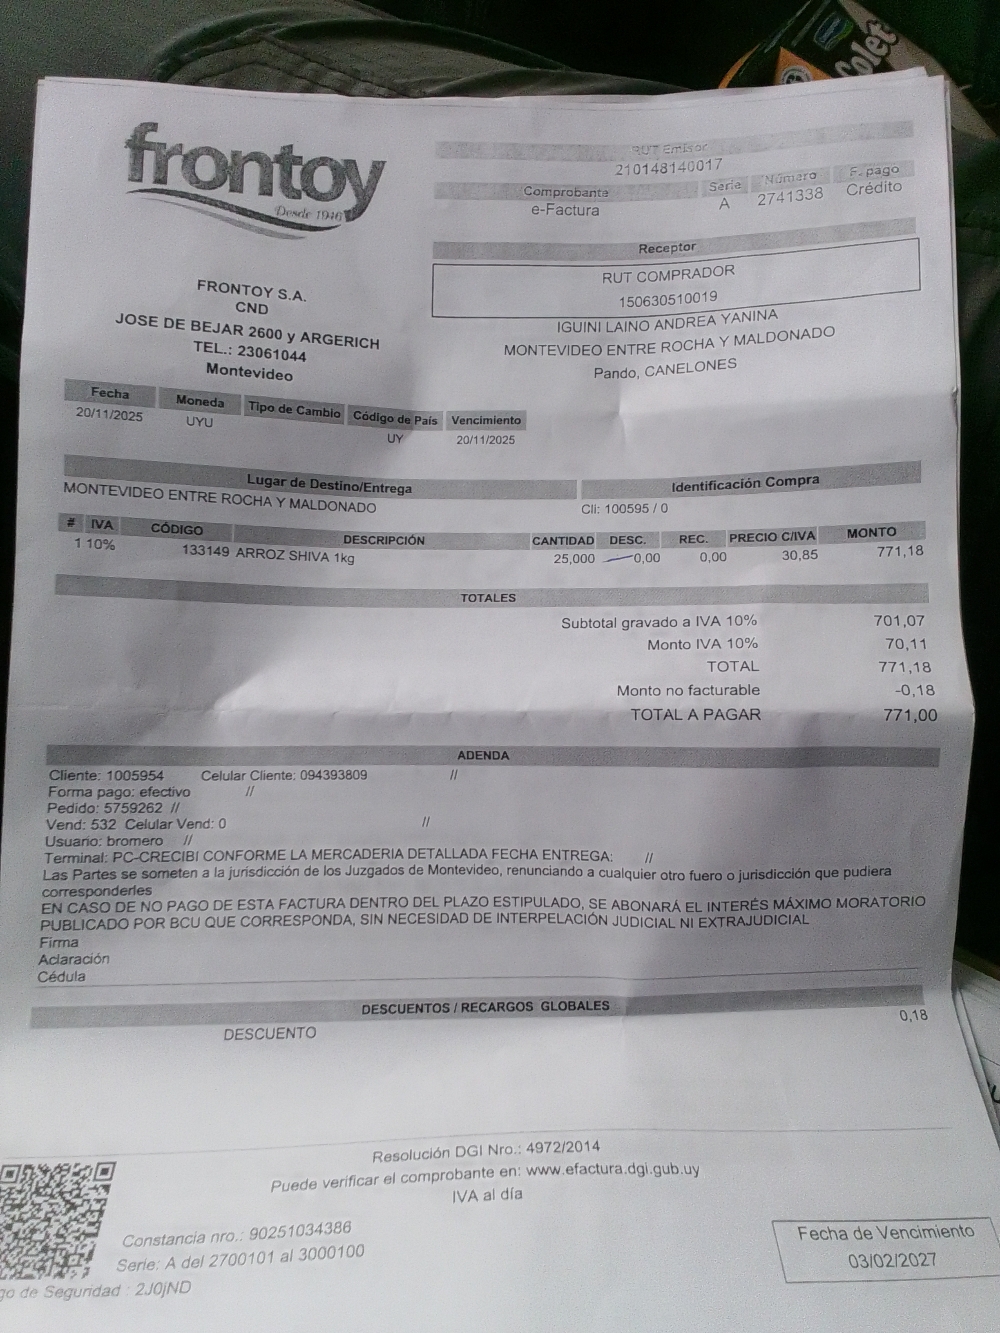 frontoy
Desde 1946
RUT Emisor
210148140017
Comprobante Serie Número F. pago
e-Factura A 2741338 Crédito
Receptor
RUT COMPRADOR
150630510019
IGUINI LAINO ANDREA YANINA
MONTEVIDEO ENTRE ROCHA Y MALDONADO
Pando, CANELONES
FRONTOY S.A.
CND
JOSE DE BEJAR 2600 y ARGERICH
TEL.: 23061044
Montevideo
Fecha Moneda Tipo de Cambio Código de País Vencimiento
20/11/2025 UYU UY 20/11/2025
Lugar de Destino/Entrega Identificación Compra
MONTEVIDEO ENTRE ROCHA Y MALDONADO Cli: 100595 / 0
# IVA CÓDIGO DESCRIPCIÓN CANTIDAD DESC. REC. PRECIO C/IVA MONTO
1 10% 133149 ARROZ SHIVA 1kg 25,000 0,00 0,00 30,85 771,18
TOTALES
Subtotal gravado a IVA 10% 701,07
Monto IVA 10% 70,11
TOTAL 771,18
Monto no facturable -0,18
TOTAL A PAGAR 771,00
ADENDA
Cliente: 1005954 Celular Cliente: 094393809 //
Forma pago: efectivo //
Pedido: 5759262 //
Vend: 532 Celular Vend: 0 //
Usuario: bromero //
Terminal: PC-CRECIBI CONFORME LA MERCADERIA DETALLADA FECHA ENTREGA: //
Las Partes se someten a la jurisdicción de los Juzgados de Montevideo, renunciando a cualquier otro fuero o jurisdicción que pudiera
corresponderles
EN CASO DE NO PAGO DE ESTA FACTURA DENTRO DEL PLAZO ESTIPULADO, SE ABONARÁ EL INTERÉS MÁXIMO MORATORIO
PUBLICADO POR BCU QUE CORRESPONDA, SIN NECESIDAD DE INTERPELACIÓN JUDICIAL NI EXTRAJUDICIAL
Firma
Aclaración
Cédula
DESCUENTOS / RECARGOS GLOBALES
DESCUENTO 0,18
Resolución DGI Nro.: 4972/2014
Puede verificar el comprobante en: www.efactura.dgi.gub.uy
IVA al día
Constancia nro.: 90251034386
Serie: A del 2700101 al 3000100
go de Seguridad : 2J0jND
Fecha de Vencimiento
03/02/2027